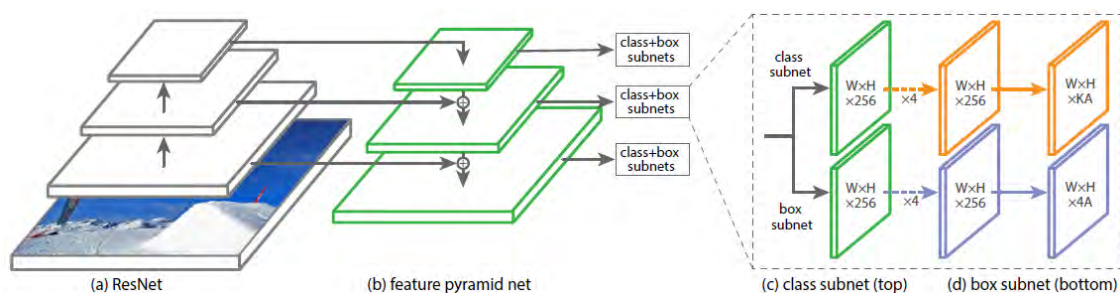 class+box
subnets
class+box
subnets
class+box
subnets
class
subnet
W×H
×256
×4
W×H
×256
W×H
×KA
W×H
×256
×4
W×H
×256
W×H
×4A
box
subnet
(a) ResNet
(b) feature pyramid net
(c) class subnet (top)
(d) box subnet (bottom)